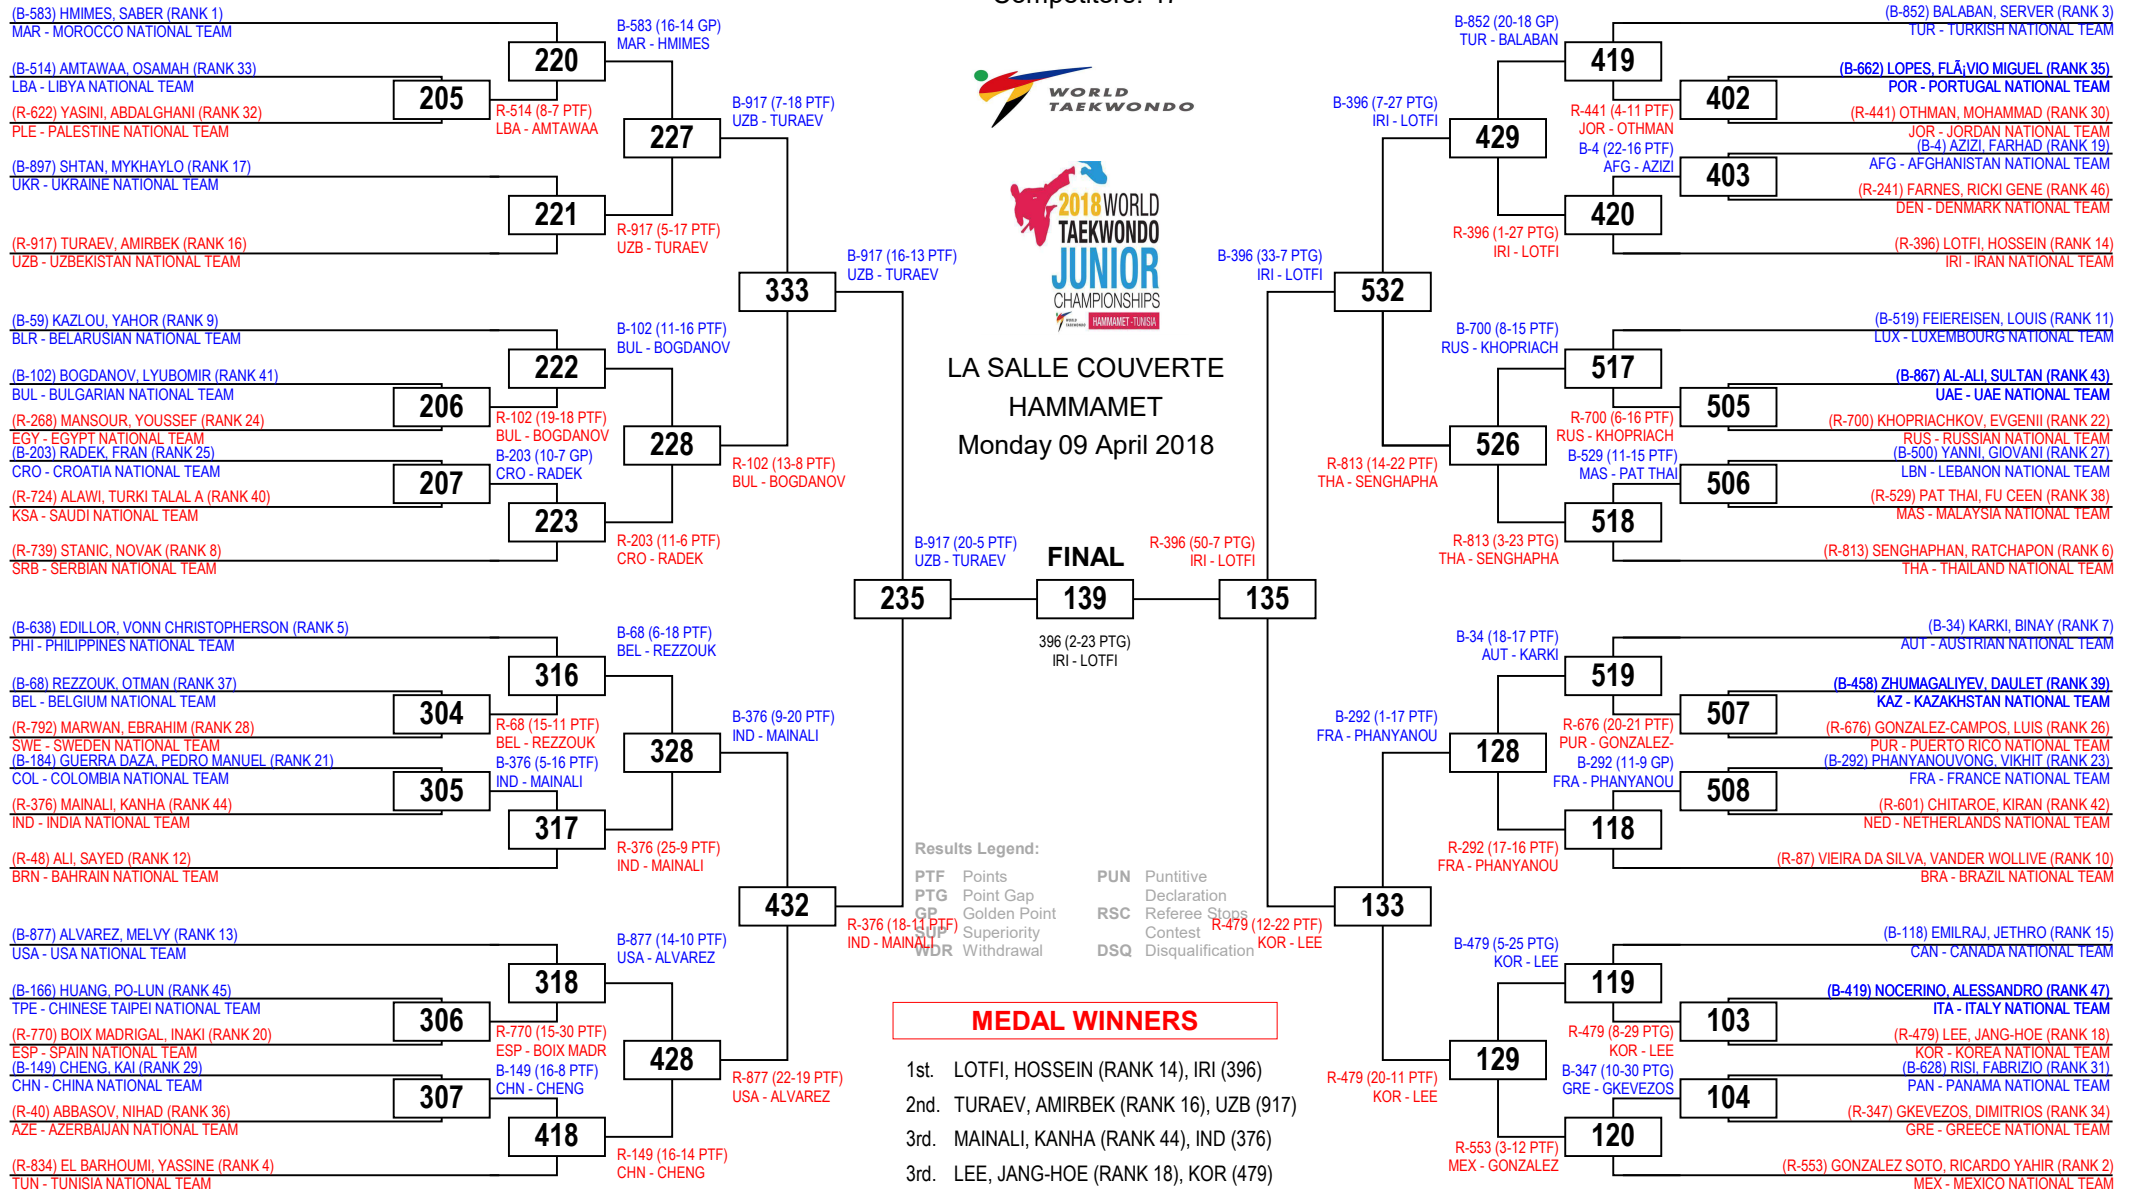 Competitors: 47
(B-583) HMIMES, SABER (RANK 1)
MAR - MOROCCO NATIONAL TEAM
(B-514) AMTAWAA, OSAMAH (RANK 33)
LBA - LIBYA NATIONAL TEAM
(R-622) YASINI, ABDALGHANI (RANK 32)
PLE - PALESTINE NATIONAL TEAM
(B-897) SHTAN, MYKHAYLO (RANK 17)
UKR - UKRAINE NATIONAL TEAM
(R-917) TURAEV, AMIRBEK (RANK 16)
UZB - UZBEKISTAN NATIONAL TEAM
(B-59) KAZLOU, YAHOR (RANK 9)
BLR - BELARUSIAN NATIONAL TEAM
(B-102) BOGDANOV, LYUBOMIR (RANK 41)
BUL - BULGARIAN NATIONAL TEAM
(R-268) MANSOUR, YOUSSEF (RANK 24)
EGY - EGYPT NATIONAL TEAM
(B-203) RADEK, FRAN (RANK 25)
CRO - CROATIA NATIONAL TEAM
(R-724) ALAWI, TURKI TALAL A (RANK 40)
KSA - SAUDI NATIONAL TEAM
(R-739) STANIC, NOVAK (RANK 8)
SRB - SERBIAN NATIONAL TEAM
(B-638) EDILLOR, VONN CHRISTOPHERSON (RANK 5)
PHI - PHILIPPINES NATIONAL TEAM
(B-68) REZZOUK, OTMAN (RANK 37)
BEL - BELGIUM NATIONAL TEAM
(R-792) MARWAN, EBRAHIM (RANK 28)
SWE - SWEDEN NATIONAL TEAM
(B-184) GUERRA DAZA, PEDRO MANUEL (RANK 21)
COL - COLOMBIA NATIONAL TEAM
(R-376) MAINALI, KANHA (RANK 44)
IND - INDIA NATIONAL TEAM
(R-48) ALI, SAYED (RANK 12)
BRN - BAHRAIN NATIONAL TEAM
(B-877) ALVAREZ, MELVY (RANK 13)
USA - USA NATIONAL TEAM
(B-166) HUANG, PO-LUN (RANK 45)
TPE - CHINESE TAIPEI NATIONAL TEAM
(R-770) BOIX MADRIGAL, INAKI (RANK 20)
ESP - SPAIN NATIONAL TEAM
(B-149) CHENG, KAI (RANK 29)
CHN - CHINA NATIONAL TEAM
(R-40) ABBASOV, NIHAD (RANK 36)
AZE - AZERBAIJAN NATIONAL TEAM
(R-834) EL BARHOUMI, YASSINE (RANK 4)
TUN - TUNISIA NATIONAL TEAM
205
R-514 (8-7 PTF)
LBA - AMTAWAA
206
R-102 (19-18 PTF)
BUL - BOGDANOV
B-203 (10-7 GP)
CRO - RADEK
207
304
R-68 (15-11 PTF)
BEL - REZZOUK
B-376 (5-16 PTF)
IND - MAINALI
305
306
R-770 (15-30 PTF)
ESP - BOIX MADR
B-149 (16-8 PTF)
CHN - CHENG
307
220
B-583 (16-14 GP)
MAR - HMIMES
221
R-917 (5-17 PTF)
UZB - TURAEV
222
B-102 (11-16 PTF)
BUL - BOGDANOV
223
R-203 (11-6 PTF)
CRO - RADEK
316
B-68 (6-18 PTF)
BEL - REZZOUK
317
R-376 (25-9 PTF)
IND - MAINALI
318
B-877 (14-10 PTF)
USA - ALVAREZ
418
R-149 (16-14 PTF)
CHN - CHENG
227
B-917 (7-18 PTF)
UZB - TURAEV
228
R-102 (13-8 PTF)
BUL - BOGDANOV
328
B-376 (9-20 PTF)
IND - MAINALI
428
R-877 (22-19 PTF)
USA - ALVAREZ
333
B-917 (16-13 PTF)
UZB - TURAEV
432
R-376 (18-11 PTF)
IND - MAINALI
235
B-917 (20-5 PTF)
UZB - TURAEV
WORLD
TAEKWONDO
2018 WORLD
TAEKWONDO
JUNIOR
CHAMPIONSHIPS
WORLD
TAEKWONDO
HAMMAMET - TUNISIA
LA SALLE COUVERTE
HAMMAMET
Monday 09 April 2018
FINAL
139
396 (2-23 PTG)
IRI - LOTFI
R-396 (50-7 PTG)
IRI - LOTFI
135
B-396 (33-7 PTG)
IRI - LOTFI
532
R-479 (12-22 PTF)
KOR - LEE
133
B-396 (7-27 PTG)
IRI - LOTFI
429
R-813 (14-22 PTF)
THA - SENGHAPHA
526
B-292 (1-17 PTF)
FRA - PHANYANOU
128
R-479 (20-11 PTF)
KOR - LEE
129
B-852 (20-18 GP)
TUR - BALABAN
419
R-396 (1-27 PTG)
IRI - LOTFI
420
B-700 (8-15 PTF)
RUS - KHOPRIACH
517
R-813 (3-23 PTG)
THA - SENGHAPHA
518
B-34 (18-17 PTF)
AUT - KARKI
519
R-292 (17-16 PTF)
FRA - PHANYANOU
118
B-479 (5-25 PTG)
KOR - LEE
119
R-553 (3-12 PTF)
MEX - GONZALEZ
120
R-441 (4-11 PTF)
JOR - OTHMAN
402
B-4 (22-16 PTF)
AFG - AZIZI
403
R-700 (6-16 PTF)
RUS - KHOPRIACH
505
B-529 (11-15 PTF)
MAS - PAT THAI
506
R-676 (20-21 PTF)
PUR - GONZALEZ-
507
B-292 (11-9 GP)
FRA - PHANYANOU
508
R-479 (8-29 PTG)
KOR - LEE
103
B-347 (10-30 PTG)
GRE - GKEVEZOS
104
(B-852) BALABAN, SERVER (RANK 3)
TUR - TURKISH NATIONAL TEAM
(B-662) LOPES, FLÃ¡VIO MIGUEL (RANK 35)
POR - PORTUGAL NATIONAL TEAM
(R-441) OTHMAN, MOHAMMAD (RANK 30)
JOR - JORDAN NATIONAL TEAM
(B-4) AZIZI, FARHAD (RANK 19)
AFG - AFGHANISTAN NATIONAL TEAM
(R-241) FARNES, RICKI GENE (RANK 46)
DEN - DENMARK NATIONAL TEAM
(R-396) LOTFI, HOSSEIN (RANK 14)
IRI - IRAN NATIONAL TEAM
(B-519) FEIEREISEN, LOUIS (RANK 11)
LUX - LUXEMBOURG NATIONAL TEAM
(B-867) AL-ALI, SULTAN (RANK 43)
UAE - UAE NATIONAL TEAM
(R-700) KHOPRIACHKOV, EVGENII (RANK 22)
RUS - RUSSIAN NATIONAL TEAM
(B-500) YANNI, GIOVANI (RANK 27)
LBN - LEBANON NATIONAL TEAM
(R-529) PAT THAI, FU CEEN (RANK 38)
MAS - MALAYSIA NATIONAL TEAM
(R-813) SENGHAPHAN, RATCHAPON (RANK 6)
THA - THAILAND NATIONAL TEAM
(B-34) KARKI, BINAY (RANK 7)
AUT - AUSTRIAN NATIONAL TEAM
(B-458) ZHUMAGALIYEV, DAULET (RANK 39)
KAZ - KAZAKHSTAN NATIONAL TEAM
(R-676) GONZALEZ-CAMPOS, LUIS (RANK 26)
PUR - PUERTO RICO NATIONAL TEAM
(B-292) PHANYANOUVONG, VIKHIT (RANK 23)
FRA - FRANCE NATIONAL TEAM
(R-601) CHITAROE, KIRAN (RANK 42)
NED - NETHERLANDS NATIONAL TEAM
(R-87) VIEIRA DA SILVA, VANDER WOLLIVE (RANK 10)
BRA - BRAZIL NATIONAL TEAM
(B-118) EMILRAJ, JETHRO (RANK 15)
CAN - CANADA NATIONAL TEAM
(B-419) NOCERINO, ALESSANDRO (RANK 47)
ITA - ITALY NATIONAL TEAM
(R-479) LEE, JANG-HOE (RANK 18)
KOR - KOREA NATIONAL TEAM
(B-628) RISI, FABRIZIO (RANK 31)
PAN - PANAMA NATIONAL TEAM
(R-347) GKEVEZOS, DIMITRIOS (RANK 34)
GRE - GREECE NATIONAL TEAM
(R-553) GONZALEZ SOTO, RICARDO YAHIR (RANK 2)
MEX - MEXICO NATIONAL TEAM
Results Legend:
PTF Points
PTG Point Gap
GP Golden Point
SUP Superiority
WDR Withdrawal
PUN Puntitive
Declaration
RSC Referee Stops
Contest
DSQ Disqualification
MEDAL WINNERS
1st. LOTFI, HOSSEIN (RANK 14), IRI (396)
2nd. TURAEV, AMIRBEK (RANK 16), UZB (917)
3rd. MAINALI, KANHA (RANK 44), IND (376)
3rd. LEE, JANG-HOE (RANK 18), KOR (479)